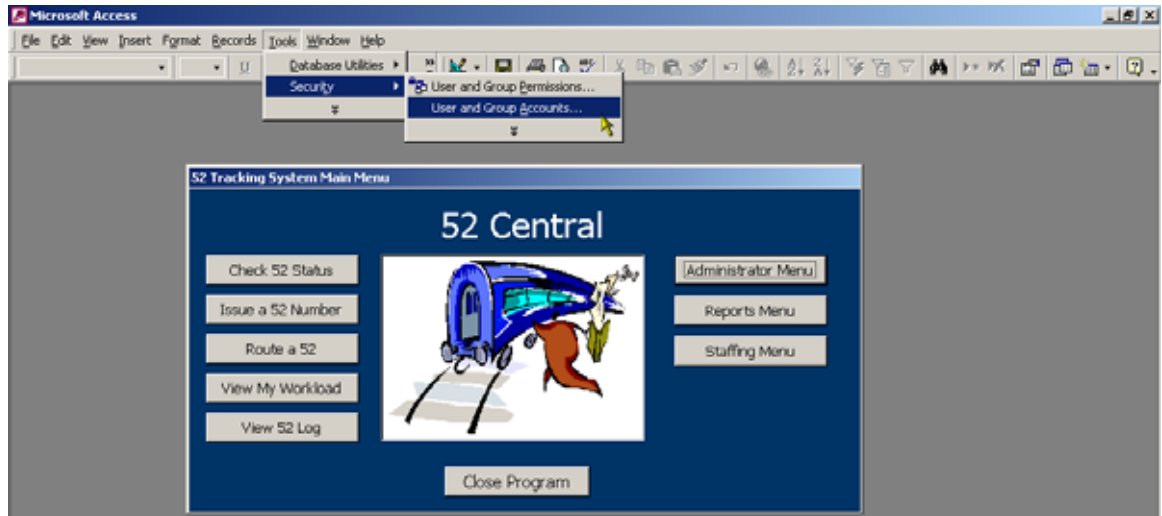 Microsoft Access
File Edit View Insert Format Records Tools Window Help
U
Database Utilities
Security
User and Group Permissions...
User and Group Accounts...
52 Tracking System Main Menu
52 Central
Check 52 Status
Administrator Menu
Issue a 52 Number
Reports Menu
Route a 52
Staffing Menu
View My Workload
View 52 Log
Close Program